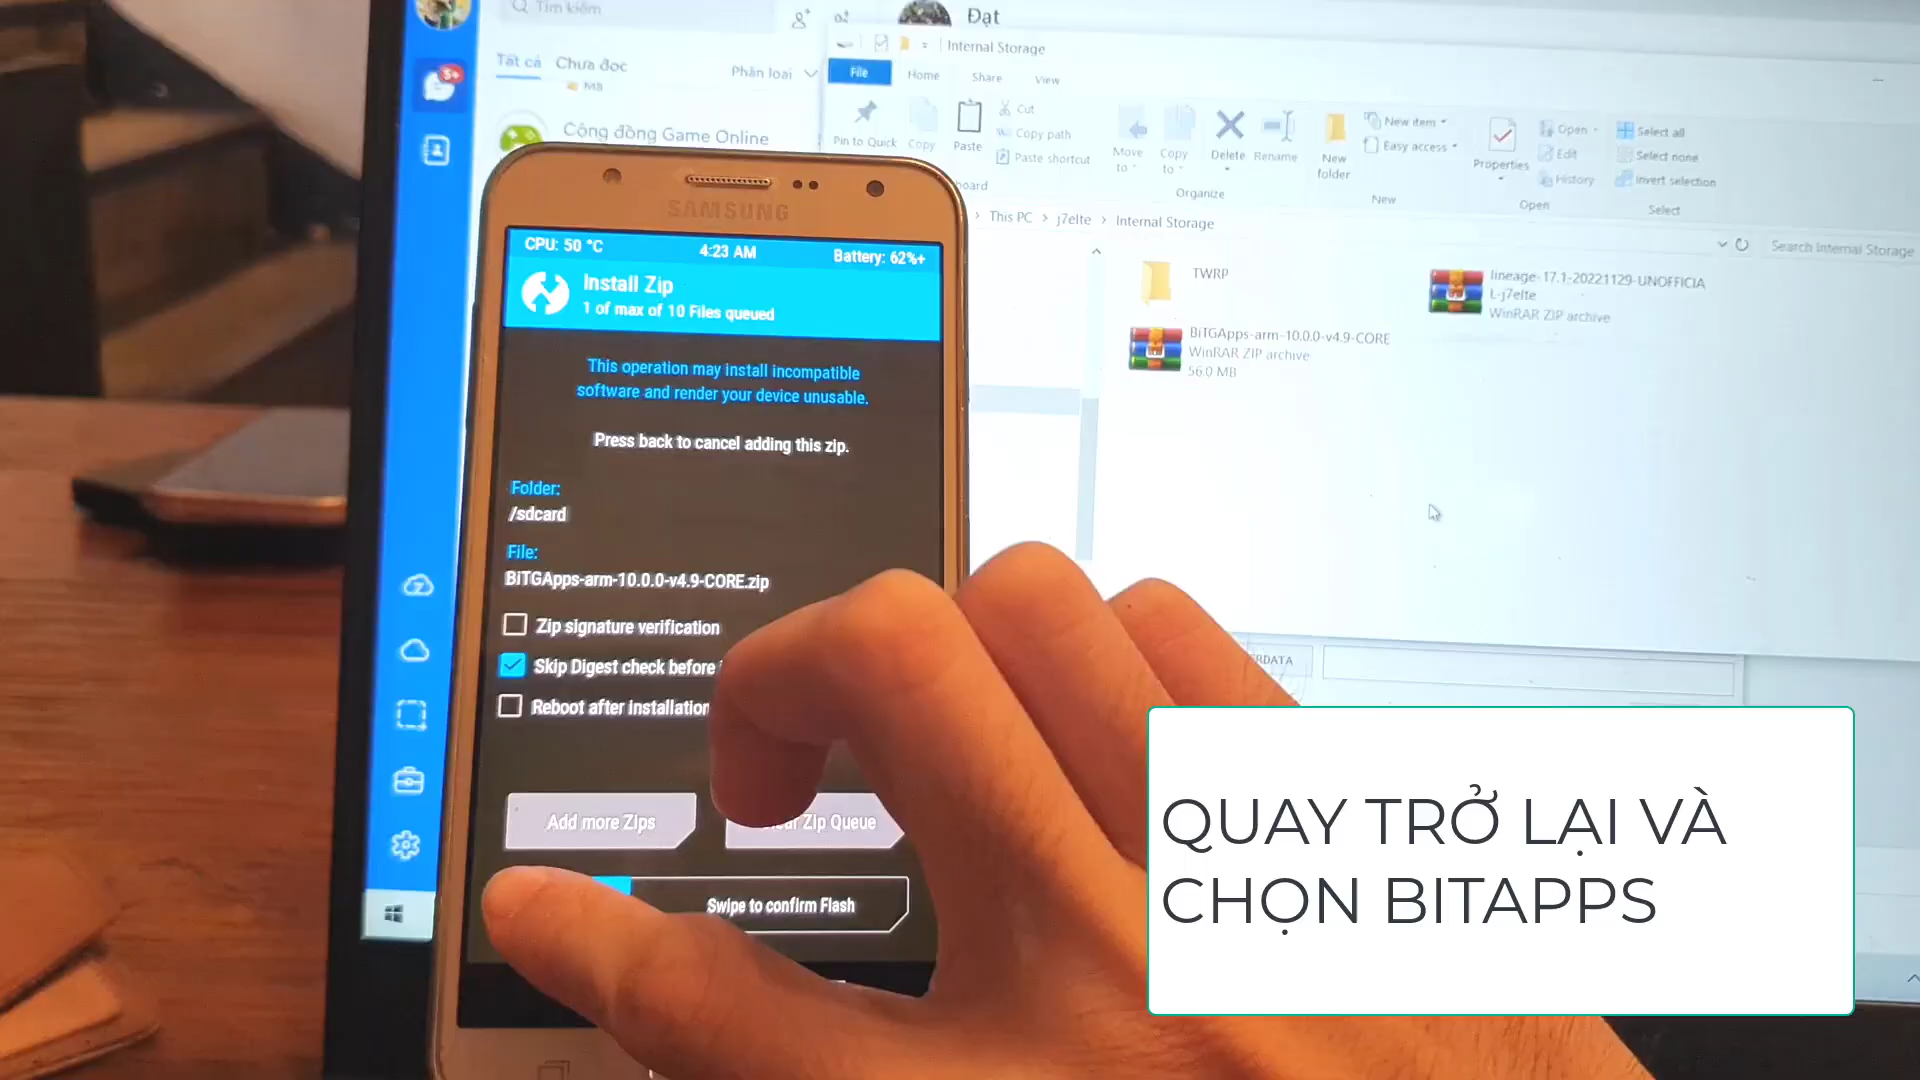 Tìm kiếm
Tất cả
Chưa đọc
Phân loại
Cộng đồng Game Online
5+
Đạt
Internal Storage
File
Home
Share
View
Pin to Quick
Copy
Paste
Cut
Copy path
Paste shortcut
Move
to
Copy
to
Delete
Rename
Organize
New
folder
New item
Easy access
New
Properties
Open
Edit
History
Open
Select all
Select none
Invert selection
Select
This PC
j7elte
Internal Storage
Search Internal Storage
TWRP
BiTGApps-arm-10.0.0-v4.9-CORE
WinRAR ZIP archive
56.0 MB
lineage-17.1-20221129-UNOFFICIA
L-j7elte
WinRAR ZIP archive
SAMSUNG
CPU: 50 °C
4:23 AM
Battery: 62%+
Install Zip
1 of max of 10 Files queued
This operation may install incompatible
software and render your device unusable.
Press back to cancel adding this zip.
Folder:
/sdcard
File:
BiTGApps-arm-10.0.0-v4.9-CORE.zip
Zip signature verification
Skip Digest check before
Reboot after installation
Add more Zips
Zip Queue
Swipe to confirm Flash
QUAY TRỞ LẠI VÀ
CHỌN BITAPPS